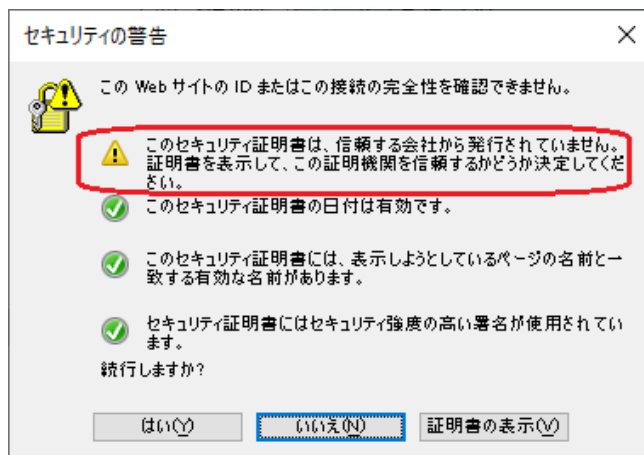 セキュリティの警告
この Web サイトの ID またはこの接続の完全性を確認できません。
このセキュリティ証明書は、信頼する会社から発行されていません。
証明書を表示して、この証明機関を信頼するかどうか決定してくだ
さい。
このセキュリティ証明書の日付は有効です。
このセキュリティ証明書には、表示しようとしているページの名前と一
致する有効な名前があります。
セキュリティ証明書にはセキュリティ強度の高い署名が使用されてい
ます。
続行しますか?
はい(Y)
いいえ(N)
証明書の表示(V)